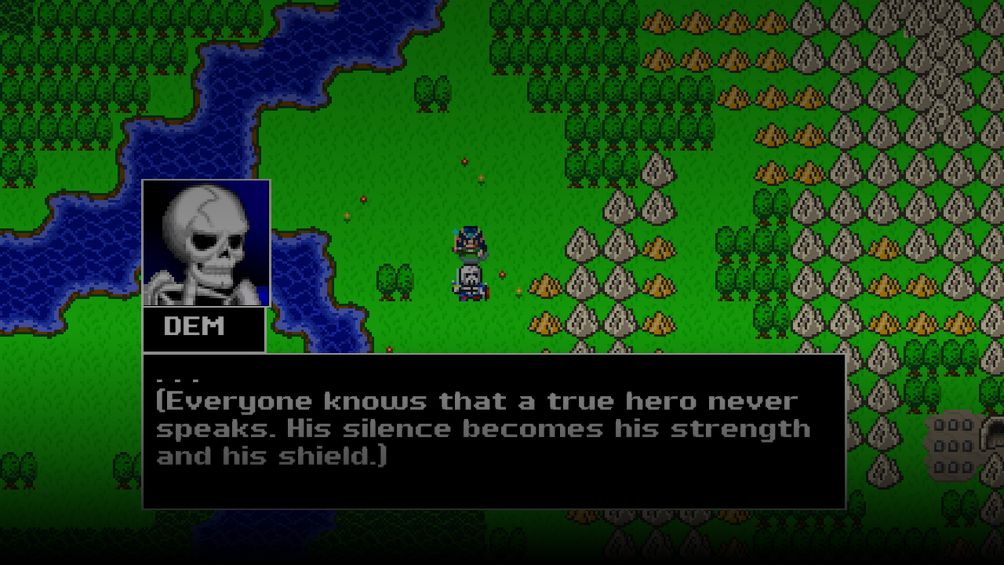 DEM
...
(Everyone knows that a true hero never
speaks. His silence becomes his strength
and his shield.)